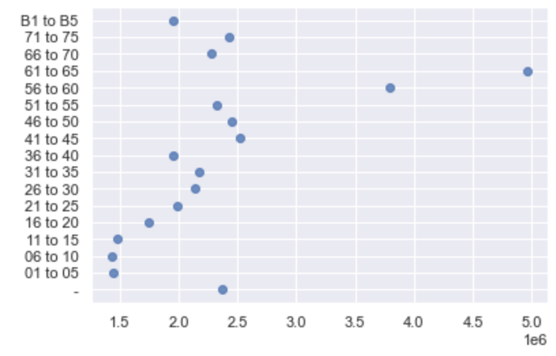 B1 to B5
71 to 75
66 to 70
61 to 65
56 to 60
51 to 55
46 to 50
41 to 45
36 to 40
31 to 35
26 to 30
21 to 25
16 to 20
11 to 15
06 to 10
01 to 05
-
1.5 2.0 2.5 3.0 3.5 4.0 4.5 5.0
1e6